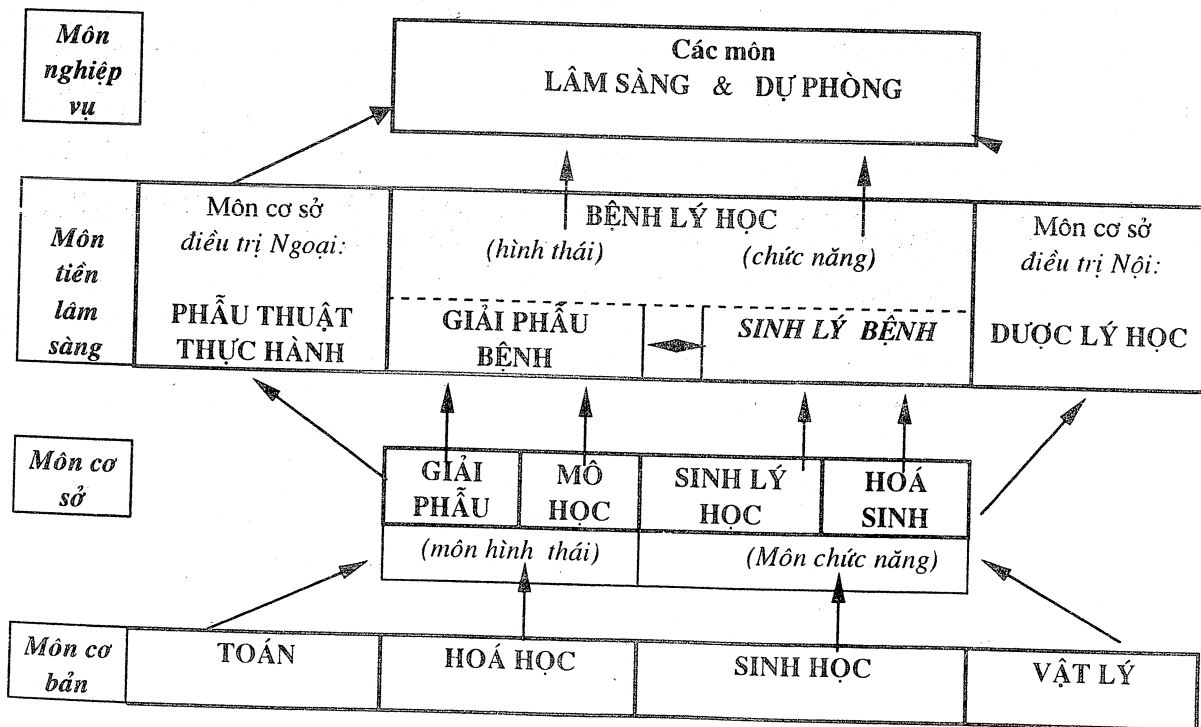 Môn
nghiệp
vụ
Các môn
LÂM SÀNG & DỰ PHÒNG
Môn
tiền
lâm
sàng
Môn cơ sở
điều trị Ngoại:
PHẪU THUẬT
THỰC HÀNH
BỆNH LÝ HỌC
(hình thái) (chức năng)
GIẢI PHẪU
BỆNH
SINH LÝ BỆNH
Môn cơ sở
điều trị Nội:
DƯỢC LÝ HỌC
Môn cơ
sở
GIẢI
PHẪU
MÔ
HỌC
SINH LÝ
HỌC
HOÁ
SINH
(môn hình thái)
(Môn chức năng)
Môn cơ
bản
TOÁN
HOÁ HỌC
SINH HỌC
VẬT LÝ